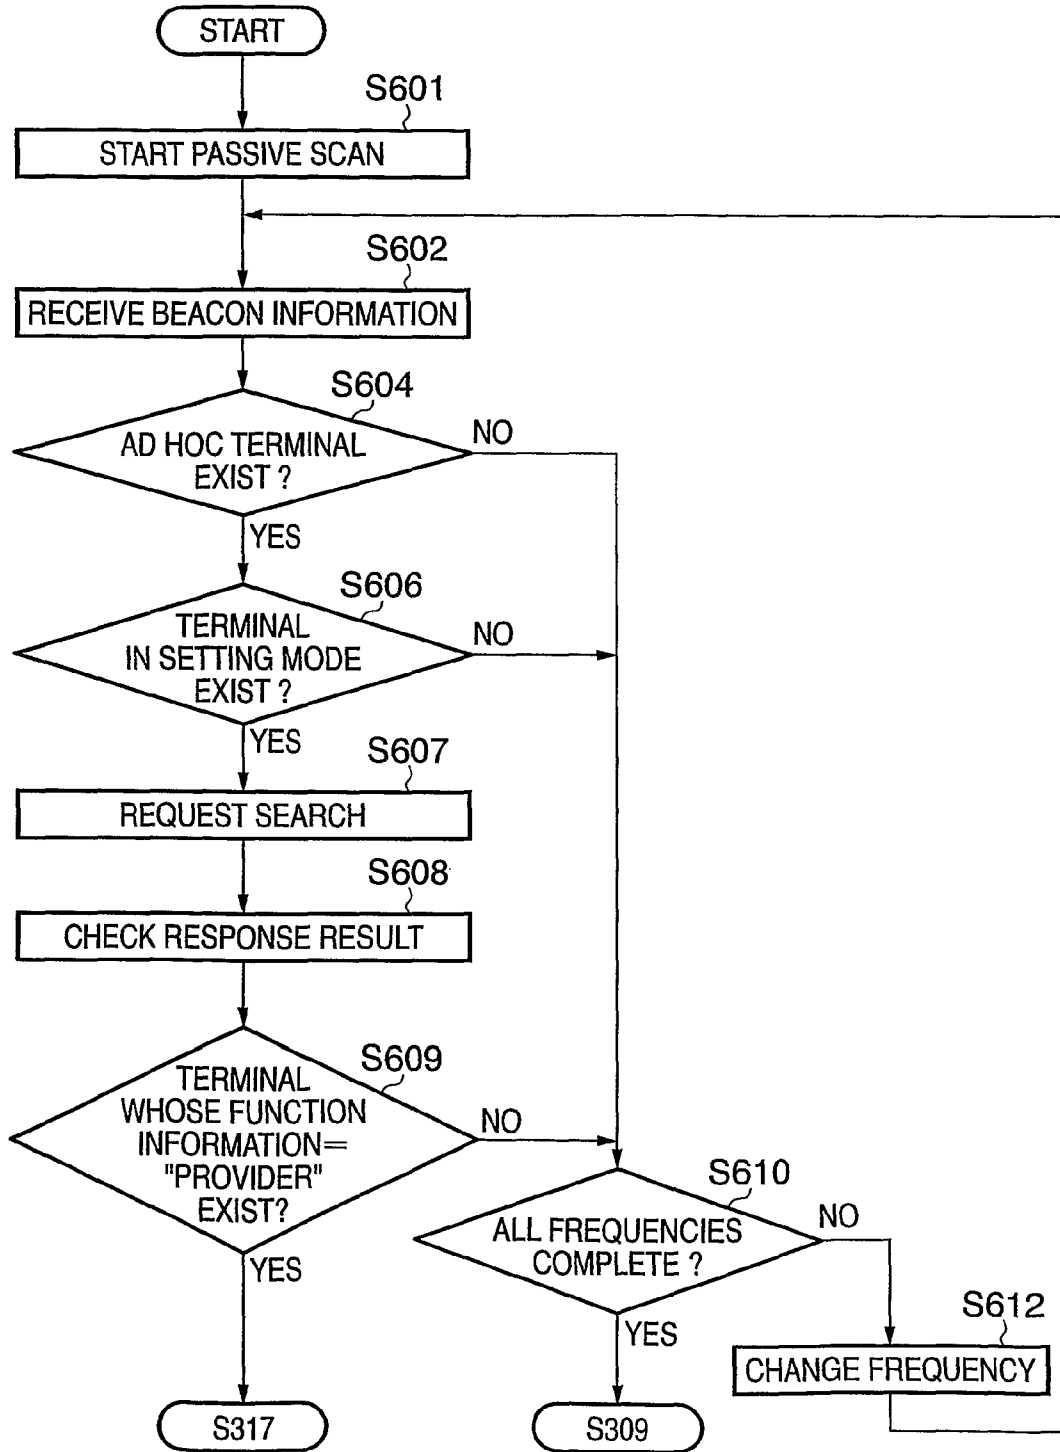 START
S601
START PASSIVE SCAN
S602
RECEIVE BEACON INFORMATION
S604
AD HOC TERMINAL
EXIST ?
NO
YES
S606
TERMINAL
IN SETTING MODE
EXIST ?
NO
YES
S607
REQUEST SEARCH
S608
CHECK RESPONSE RESULT
S609
TERMINAL
WHOSE FUNCTION
INFORMATION=
"PROVIDER"
EXIST?
NO
YES
S610
ALL FREQUENCIES
COMPLETE ?
NO
YES
S612
CHANGE FREQUENCY
S317
S309